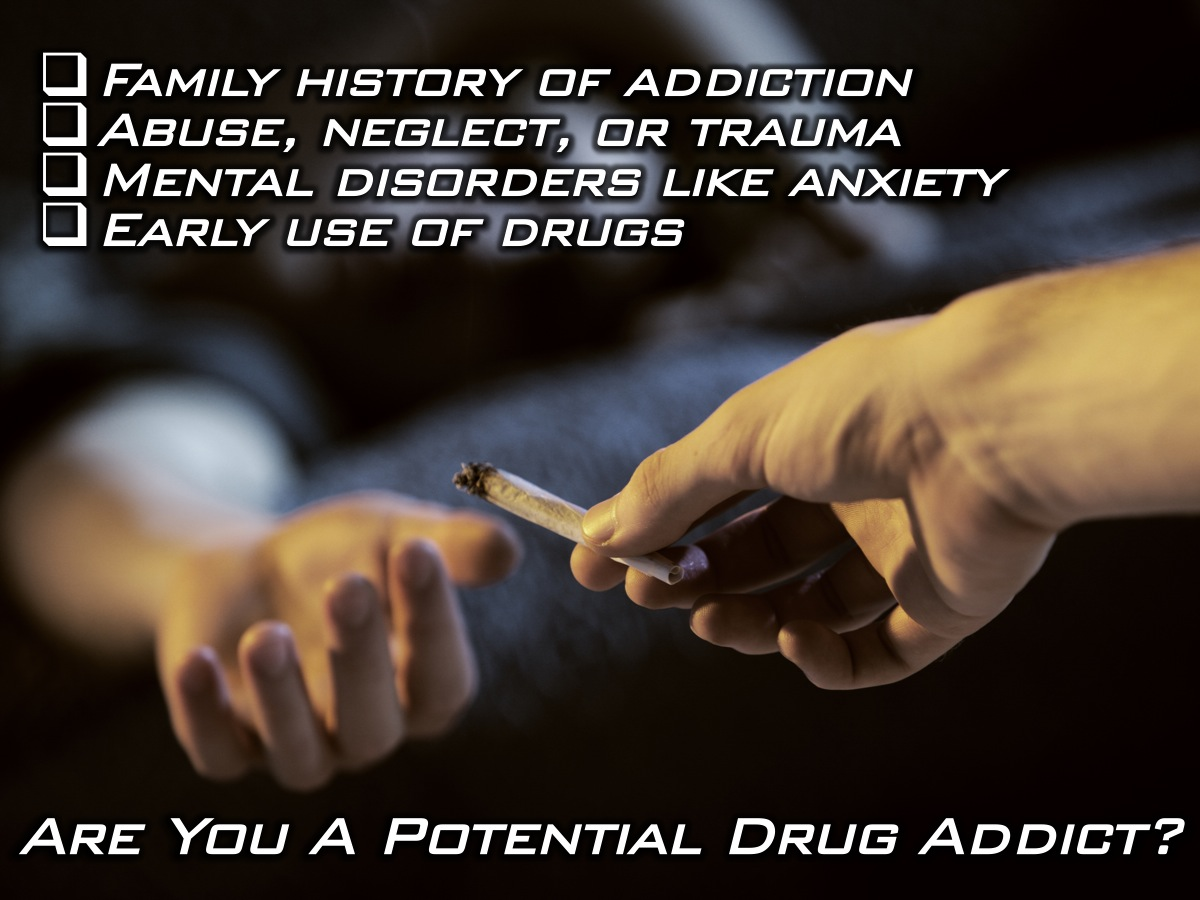 ❑ Family history of addiction
❑ Abuse, neglect, or trauma
❑ Mental disorders like anxiety
❑ Early use of drugs
Are You A Potential Drug Addict?